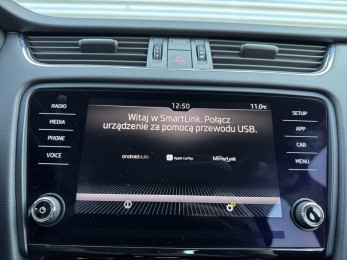 RADIO
MEDIA
PHONE
VOICE
12:50
11.0°C
Witaj w SmartLink. Połącz
urządzenie za pomocą przewodu USB.
androidauto
Apple CarPlay
MirrorLink
SETUP
APP
CAR
MENU